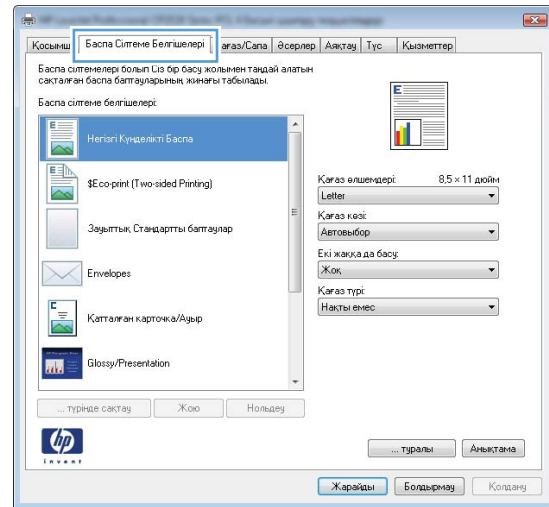 Қосымш
Баспа Сілтеме Белгішелері
ағаз/Сапа
Әсерлер
Аяқтау
Түс
Қызметтер
Баспа сілтемелері болып Сіз бір басу жолымен таңдай алатын
сақталған баспа баптауларының жинағы табылады.
Баспа сілтеме белгішелері:
Негізгі Күнделікті Баспа
$Eco-print (Two-sided Printing)
Зауыттық Стандартты баптаулар
Envelopes
Қатталған карточка/Ауыр
Glossy/Presentation
... түрінде сақтау
Жою
Нольдеу
E
Қағаз өлшемдері:
8,5 × 11 дюйм
Letter
Қағаз көзі:
Автовыбор
Екі жаққа да басу:
Жоқ
Қағаз түрі:
Нақты емес
hp
invent
... туралы
Анықтама
Жарайды
Болдырмау
Қолдану